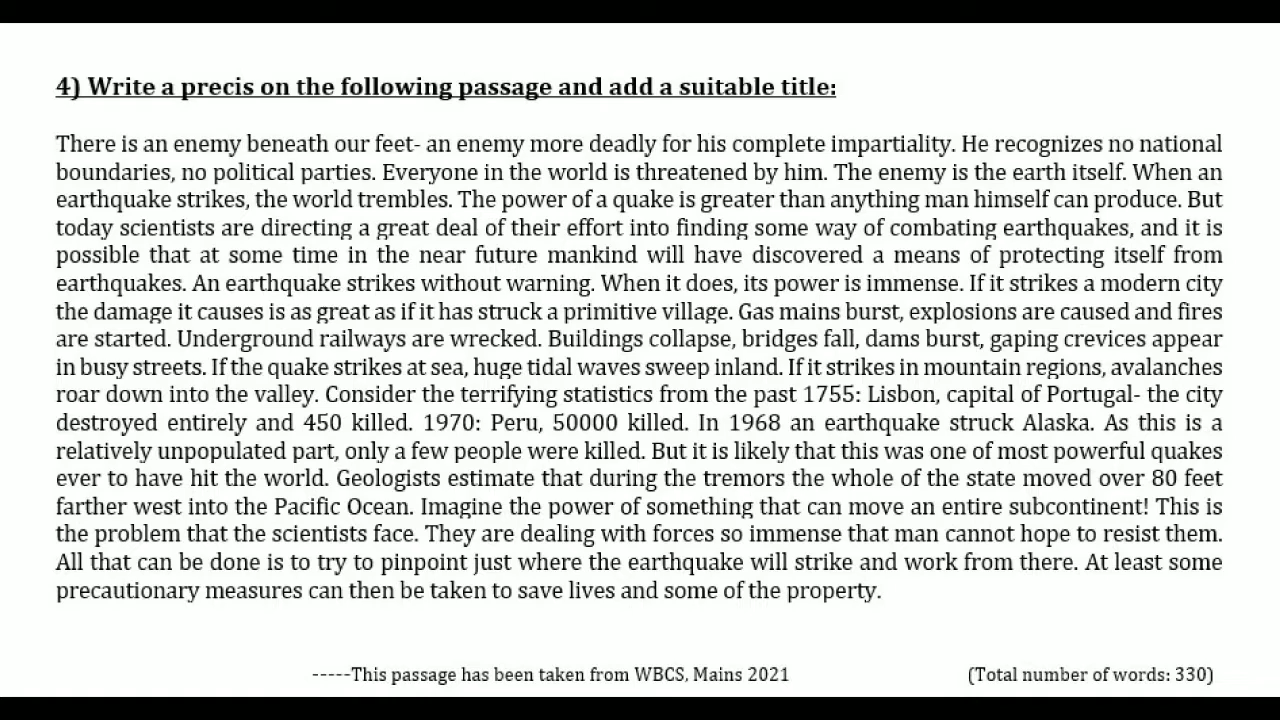 4) Write a precis on the following passage and add a suitable title:
There is an enemy beneath our feet- an enemy more deadly for his complete impartiality. He recognizes no national
boundaries, no political parties. Everyone in the world is threatened by him. The enemy is the earth itself. When an
earthquake strikes, the world trembles. The power of a quake is greater than anything man himself can produce. But
today scientists are directing a great deal of their effort into finding some way of combating earthquakes, and it is
possible that at some time in the near future mankind will have discovered a means of protecting itself from
earthquakes. An earthquake strikes without warning. When it does, its power is immense. If it strikes a modern city
the damage it causes is as great as if it has struck a primitive village. Gas mains burst, explosions are caused and fires
are started. Underground railways are wrecked. Buildings collapse, bridges fall, dams burst, gaping crevices appear
in busy streets. If the quake strikes at sea, huge tidal waves sweep inland. If it strikes in mountain regions, avalanches
roar down into the valley. Consider the terrifying statistics from the past 1755: Lisbon, capital of Portugal- the city
destroyed entirely and 450 killed. 1970: Peru, 50000 killed. In 1968 an earthquake struck Alaska. As this is a
relatively unpopulated part, only a few people were killed. But it is likely that this was one of most powerful quakes
ever to have hit the world. Geologists estimate that during the tremors the whole of the state moved over 80 feet
farther west into the Pacific Ocean. Imagine the power of something that can move an entire subcontinent! This is
the problem that the scientists face. They are dealing with forces so immense that man cannot hope to resist them.
All that can be done is to try to pinpoint just where the earthquake will strike and work from there. At least some
precautionary measures can then be taken to save lives and some of the property.
-----This passage has been taken from WBCS, Mains 2021 (Total number of words: 330)